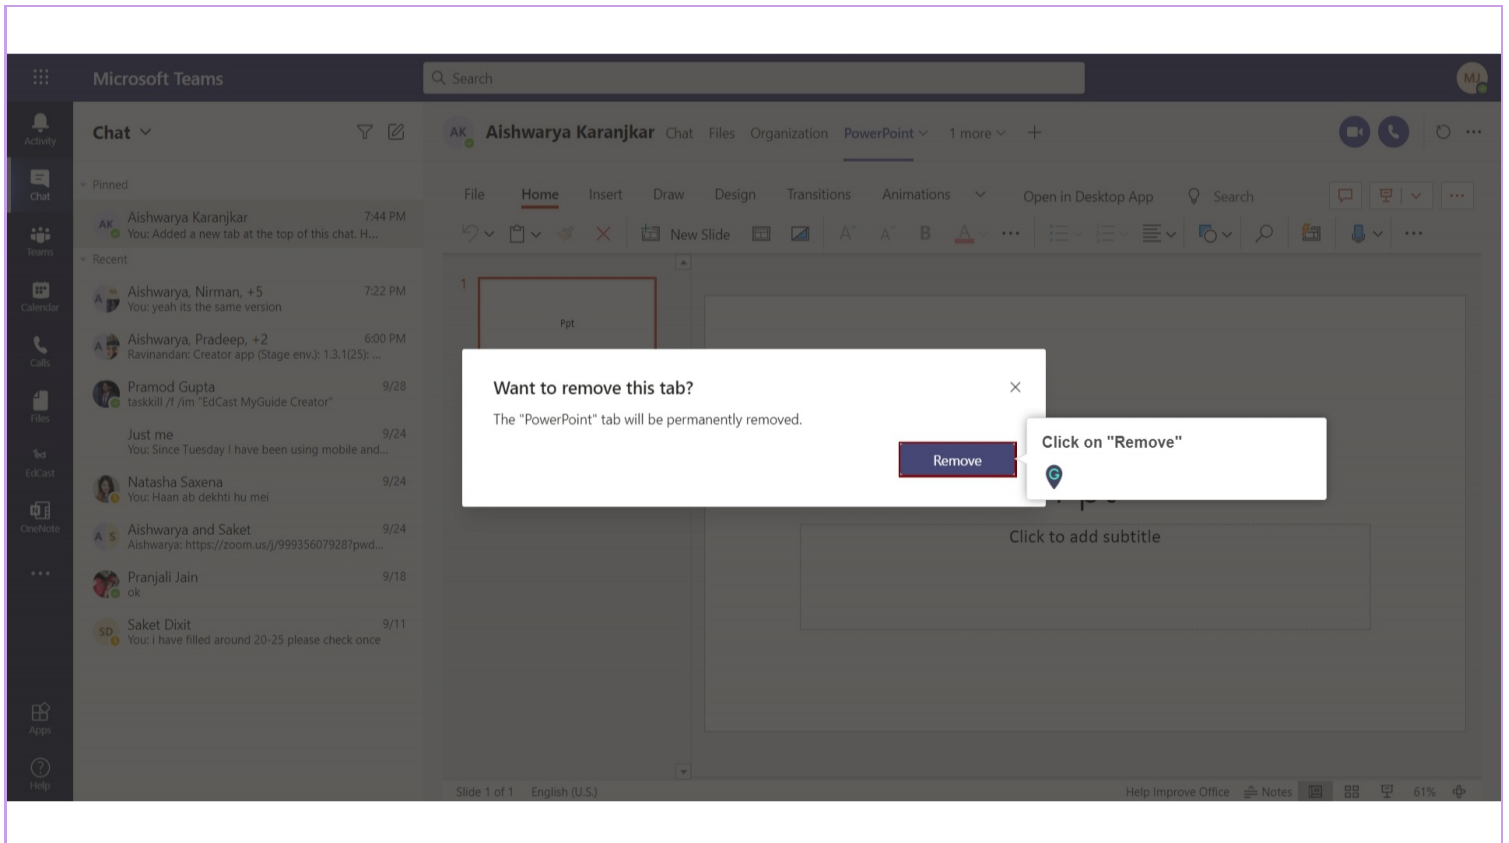 Microsoft Teams
Search
MJ
Activity
Chat
Teams
Calendar
Calls
Files
EdCast
OneNote
Apps
Help
Chat
Pinned
AK
Aishwarya Karanjkar 7:44 PM
You: Added a new tab at the top of this chat. H...
Recent
A
Aishwarya, Nirman, +5 7:22 PM
You: yeah its the same version
A
Aishwarya, Pradeep, +2 6:00 PM
Ravinandan: Creator app (Stage env.): 1.3.1(25): ...
Pramod Gupta 9/28
taskkill /f /im "EdCast MyGuide Creator"
Just me 9/24
You: Since Tuesday I have been using mobile and...
Natasha Saxena 9/24
You: Haan ab dekhti hu mei
A S
Aishwarya and Saket 9/24
Aishwarya: https://zoom.us/j/99935607928?pwd...
Pranjali Jain 9/18
ok
SD
Saket Dixit 9/11
You: i have filled around 20-25 please check once
AK Aishwarya Karanjkar Chat Files Organization PowerPoint 1 more
File Home Insert Draw Design Transitions Animations Open in Desktop App Search
New Slide A A B A
1
Ppt
Want to remove this tab?
The "PowerPoint" tab will be permanently removed.
Remove
Click on "Remove"
G
Click to add subtitle
Slide 1 of 1 English (U.S.) Help Improve Office Notes 61%